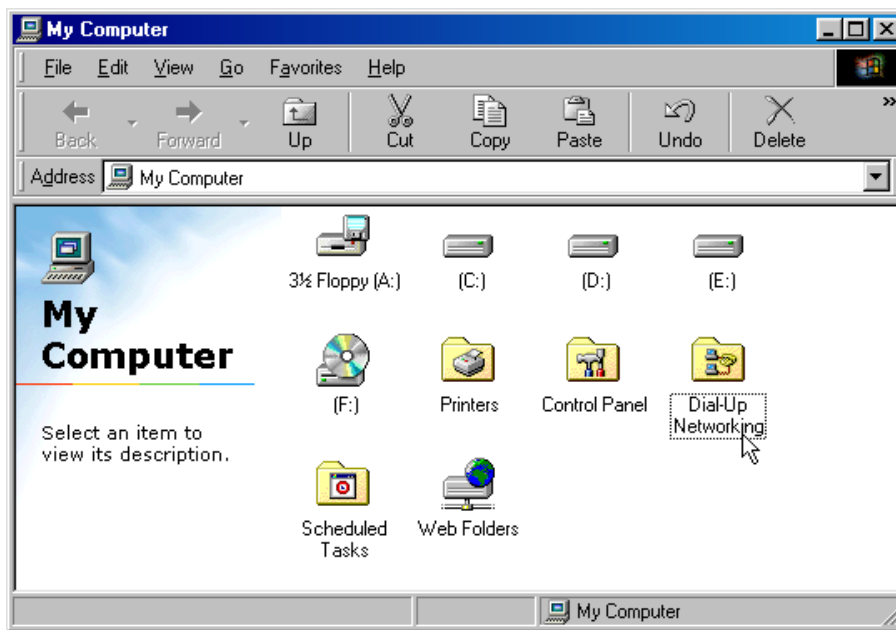 My Computer
File Edit View Go Favorites Help
Back Forward Up Cut Copy Paste Undo Delete »
Address My Computer
My
Computer
Select an item to
view its description.
3½ Floppy (A:) (C:) (D:) (E:)
(F:) Printers Control Panel Dial-Up
Networking
Scheduled
Tasks
Web Folders
My Computer